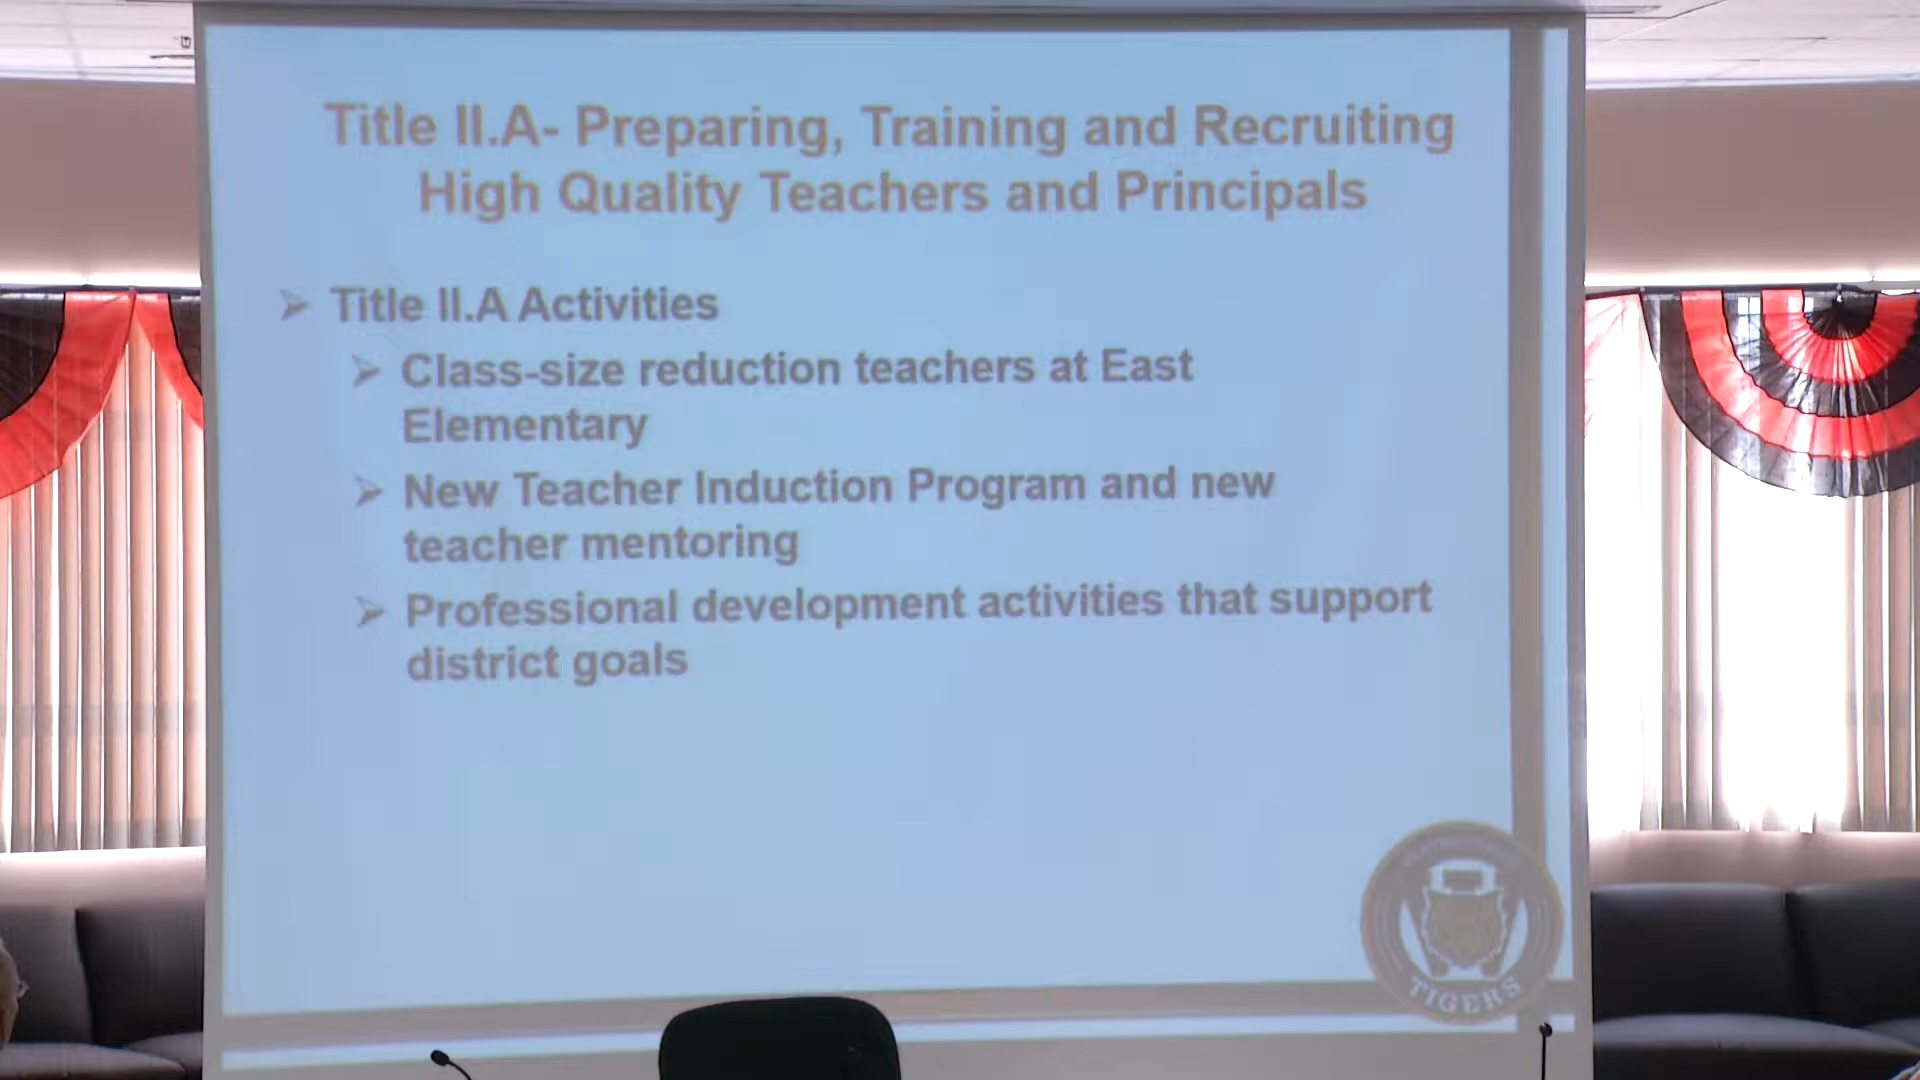 Title II.A- Preparing, Training and Recruiting
High Quality Teachers and Principals
➢ Title II.A Activities
➢ Class-size reduction teachers at East
Elementary
➢ New Teacher Induction Program and new
teacher mentoring
➢ Professional development activities that support
district goals
TIGERS